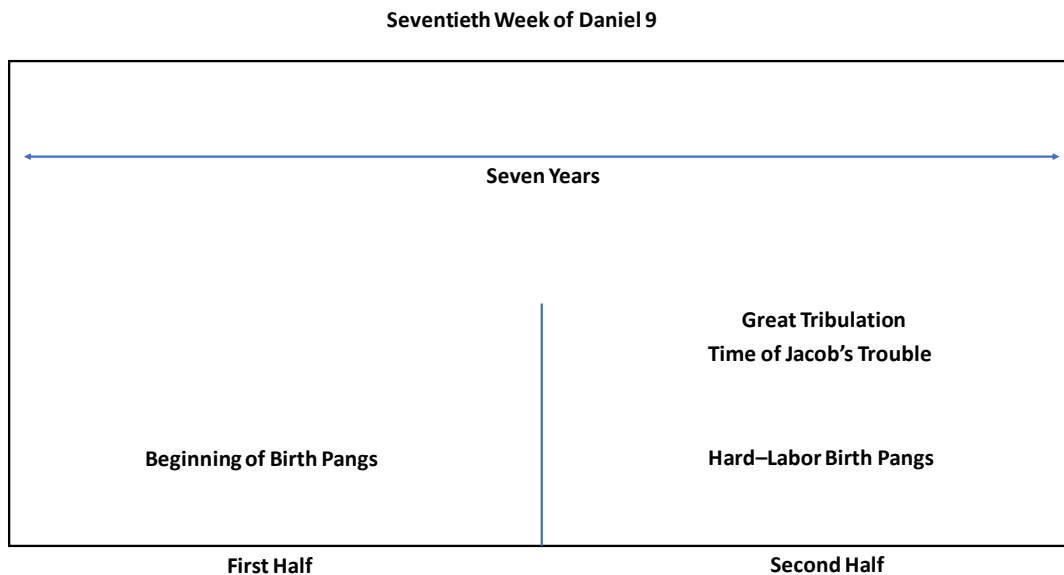 Seventieth Week of Daniel 9
Seven Years
Great Tribulation
Time of Jacob's Trouble
Beginning of Birth Pangs
Hard–Labor Birth Pangs
First Half
Second Half